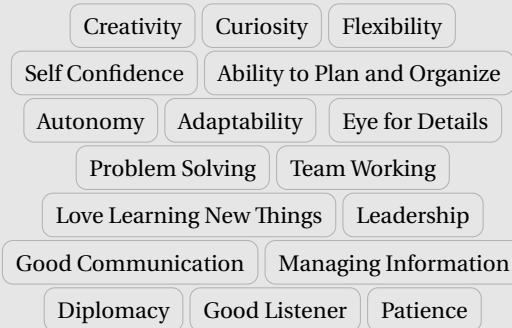 Creativity Curiosity Flexibility
Self Confidence Ability to Plan and Organize
Autonomy Adaptability Eye for Details
Problem Solving Team Working
Love Learning New Things Leadership
Good Communication Managing Information
Diplomacy Good Listener Patience